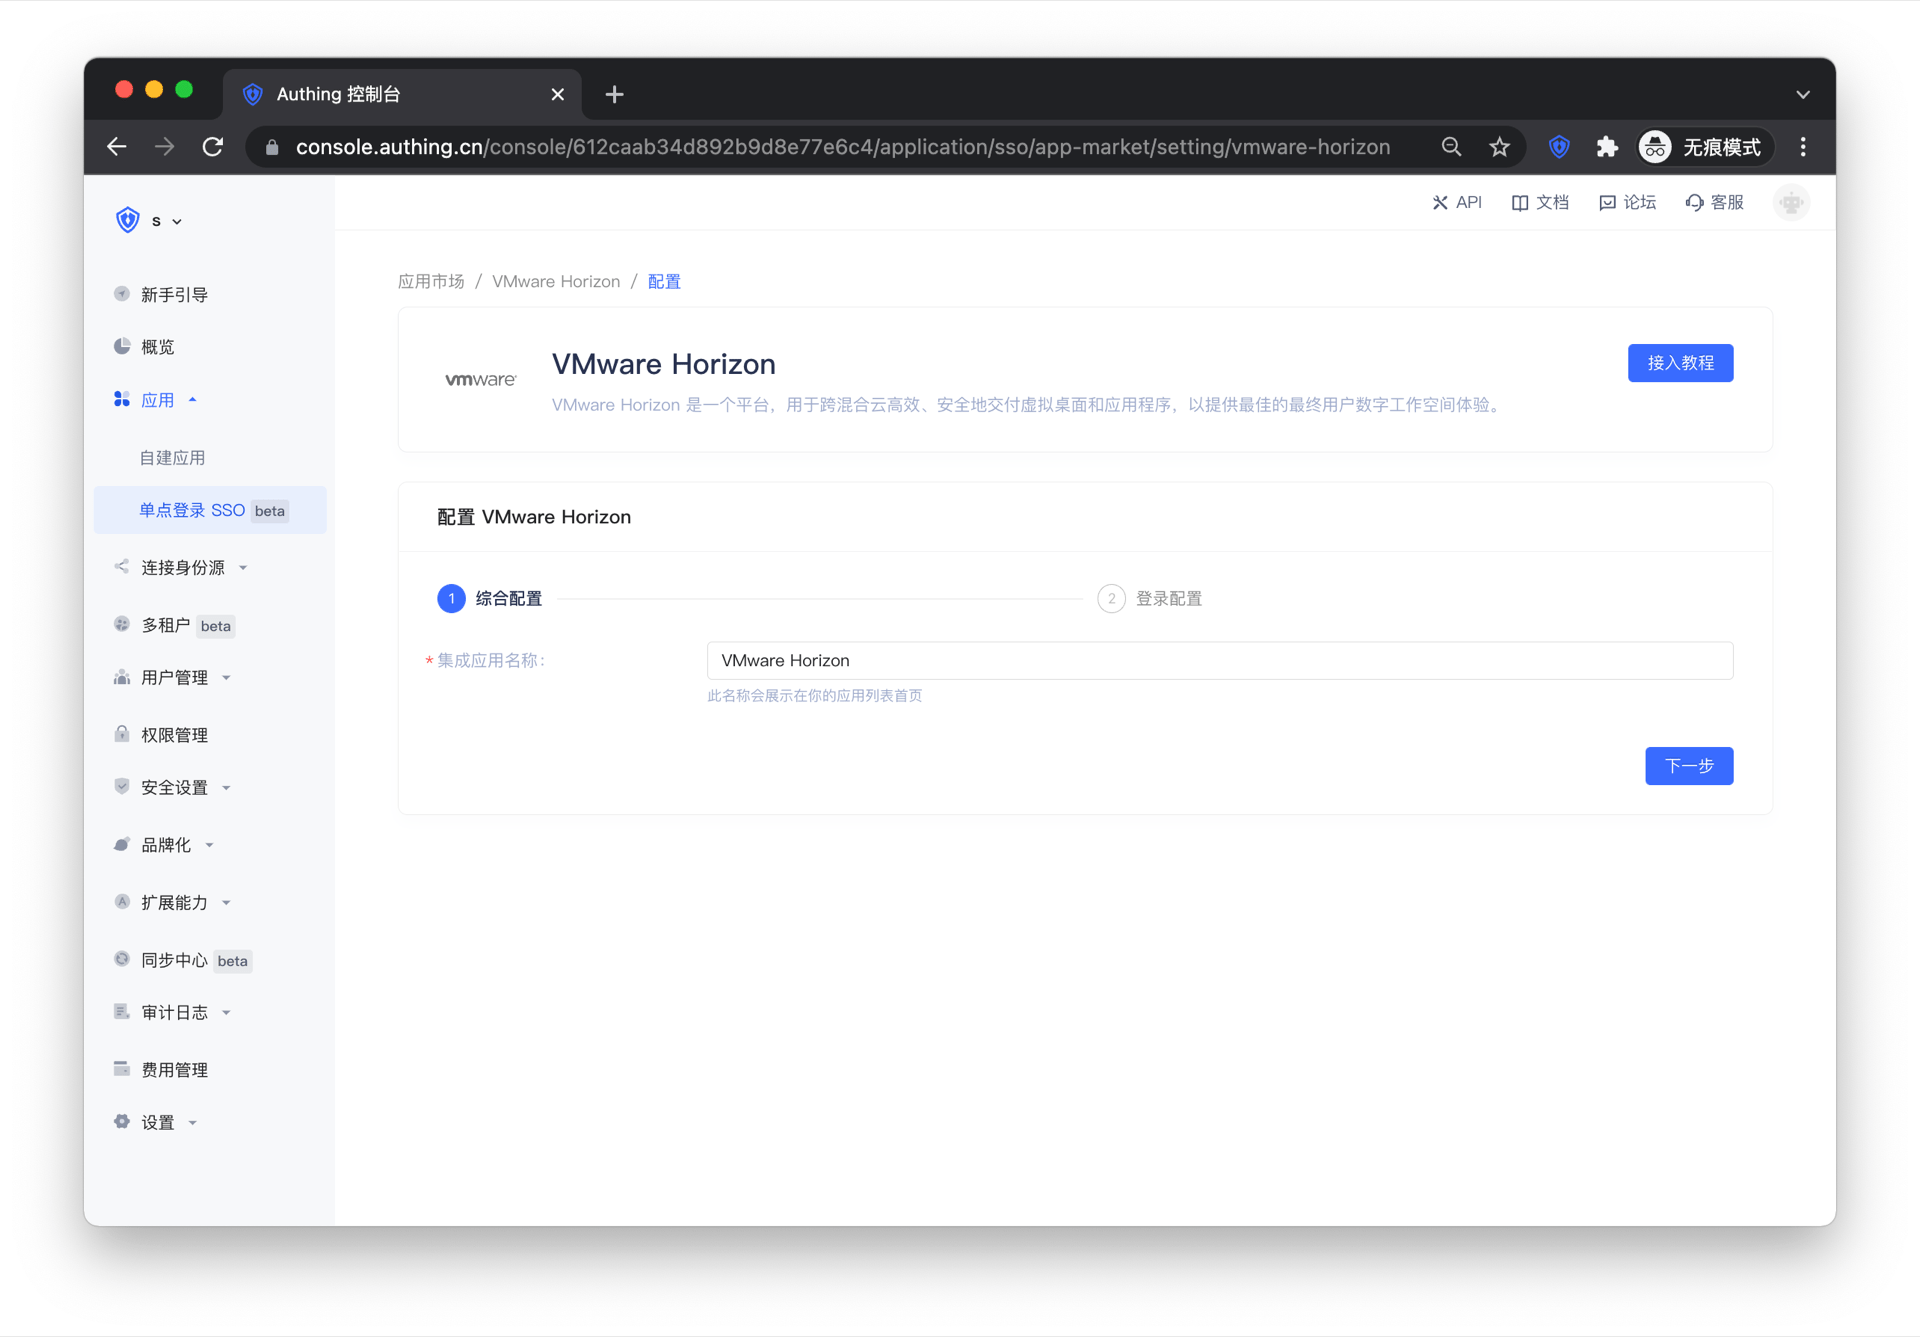 Authing 控制台
console.authing.cn/console/612caab34d892b9d8e77e6c4/application/sso/app-market/setting/vmware-horizon
无痕模式
s
API 文档 论坛 客服
新手引导
概览
应用
自建应用
单点登录 SSO beta
连接身份源
多租户 beta
用户管理
权限管理
安全设置
品牌化
扩展能力
同步中心 beta
审计日志
费用管理
设置
应用市场 / VMware Horizon / 配置
vmware
VMware Horizon
接入教程
VMware Horizon 是一个平台，用于跨混合云高效、安全地交付虚拟桌面和应用程序，以提供最佳的最终用户数字工作空间体验。
配置 VMware Horizon
1 综合配置
2 登录配置
* 集成应用名称：
VMware Horizon
此名称会展示在你的应用列表首页
下一步